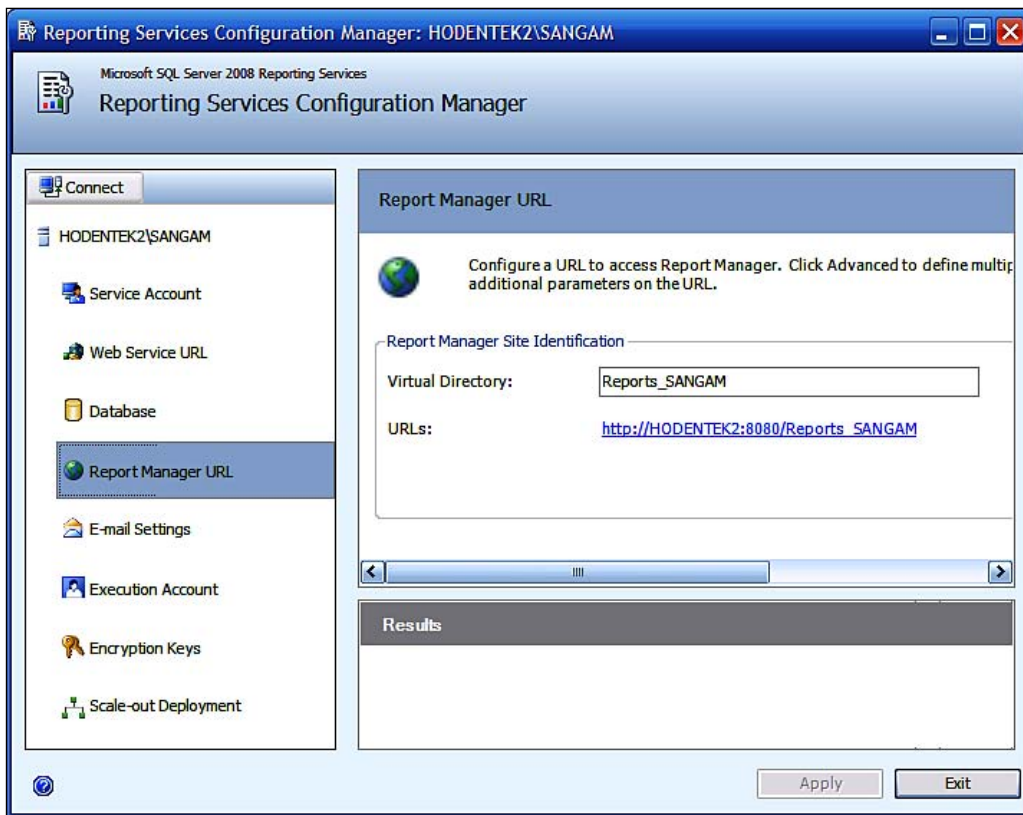 Reporting Services Configuration Manager: HODENTEK2\SANGAM
Microsoft SQL Server 2008 Reporting Services
Reporting Services Configuration Manager
Connect
HODENTEK2\SANGAM
Service Account
Web Service URL
Database
Report Manager URL
E-mail Settings
Execution Account
Encryption Keys
Scale-out Deployment
Report Manager URL
Configure a URL to access Report Manager. Click Advanced to define multip
additional parameters on the URL.
Report Manager Site Identification
Virtual Directory: Reports_SANGAM
URLs: http://HODENTEK2:8080/Reports_SANGAM
Results
Apply Exit